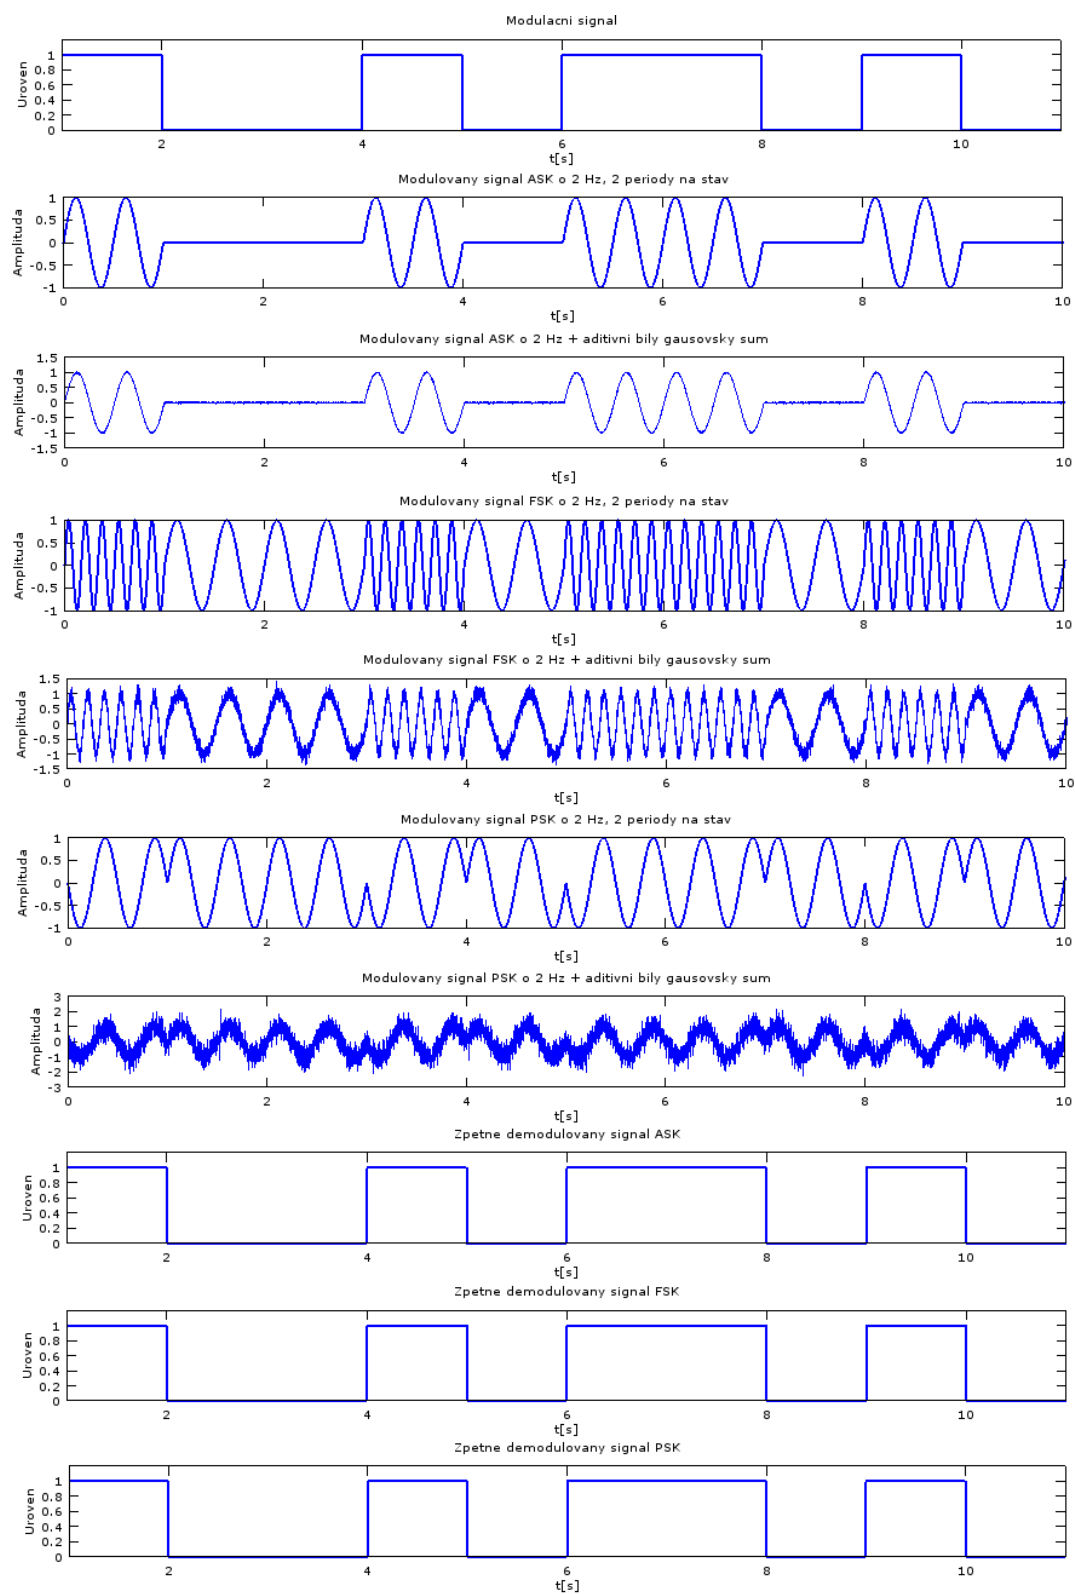 Modulacni signal
Uroven
1
0.8
0.6
0.4
0.2
0
2 4 6 8 10
t[s]
Modulovany signal ASK o 2 Hz, 2 periody na stav
Amplituda
1
0.5
0
-0.5
-1
0 2 4 6 8 10
t[s]
Modulovany signal ASK o 2 Hz + aditivni bily gausovsky sum
Amplituda
1.5
1
0.5
0
-0.5
-1
-1.5
0 2 4 6 8 10
t[s]
Modulovany signal FSK o 2 Hz, 2 periody na stav
Amplituda
1
0.5
0
-0.5
-1
0 2 4 6 8 10
t[s]
Modulovany signal FSK o 2 Hz + aditivni bily gausovsky sum
Amplituda
1.5
1
0.5
0
-0.5
-1
-1.5
0 2 4 6 8 10
t[s]
Modulovany signal PSK o 2 Hz, 2 periody na stav
Amplituda
1
0.5
0
-0.5
-1
0 2 4 6 8 10
t[s]
Modulovany signal PSK o 2 Hz + aditivni bily gausovsky sum
Amplituda
3
2
1
0
-1
-2
-3
0 2 4 6 8 10
t[s]
Zpetne demodulovany signal ASK
Uroven
1
0.8
0.6
0.4
0.2
0
2 4 6 8 10
t[s]
Zpetne demodulovany signal FSK
Uroven
1
0.8
0.6
0.4
0.2
0
2 4 6 8 10
t[s]
Zpetne demodulovany signal PSK
Uroven
1
0.8
0.6
0.4
0.2
0
2 4 6 8 10
t[s]